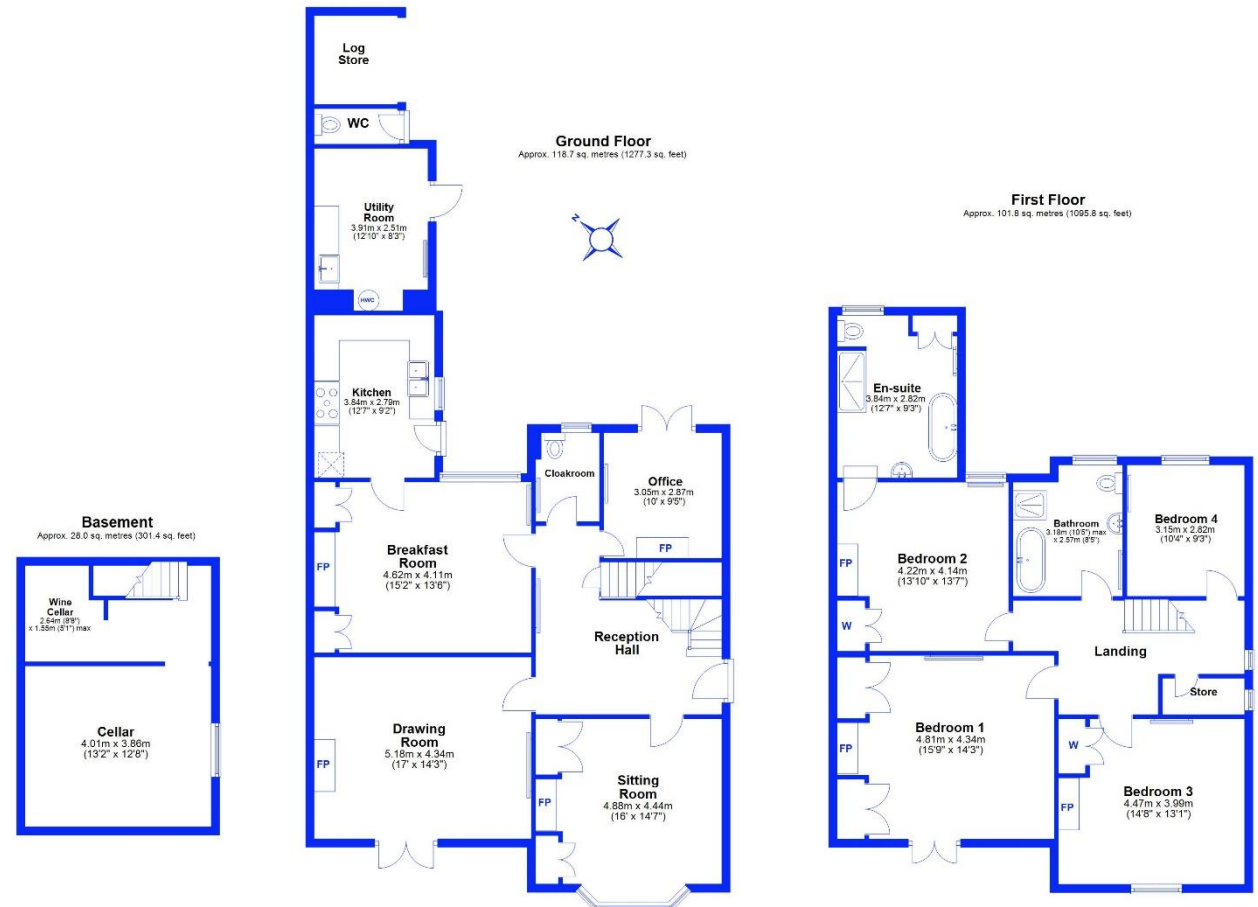 Basement
Approx. 28.0 sq. metres (301.4 sq. feet)
Wine
Cellar
2.64m (8'8")
x 1.55m (5'1") max
Cellar
4.01m x 3.86m
(13'2" x 12'8")
Ground Floor
Approx. 118.7 sq. metres (1277.3 sq. feet)
N
Log
Store
WC
Utility
Room
3.91m x 2.51m
(12'10" x 8'3")
HWC
Kitchen
3.84m x 2.79m
(12'7" x 9'2")
Cloakroom
Office
3.05m x 2.87m
(10' x 9'5")
FP
Breakfast
Room
4.62m x 4.11m
(15'2" x 13'6")
FP
Reception
Hall
Drawing
Room
5.18m x 4.34m
(17' x 14'3")
FP
Sitting
Room
4.88m x 4.44m
(16' x 14'7")
FP
First Floor
Approx. 101.8 sq. metres (1095.8 sq. feet)
En-suite
3.84m x 2.82m
(12'7" x 9'3")
Bathroom
3.18m (10'5") max
x 2.57m (8'5")
Bedroom 4
3.15m x 2.82m
(10'4" x 9'3")
Bedroom 2
4.22m x 4.14m
(13'10" x 13'7")
FP
W
Landing
Store
Bedroom 1
4.81m x 4.34m
(15'9" x 14'3")
FP
W
Bedroom 3
4.47m x 3.99m
(14'8" x 13'1")
FP